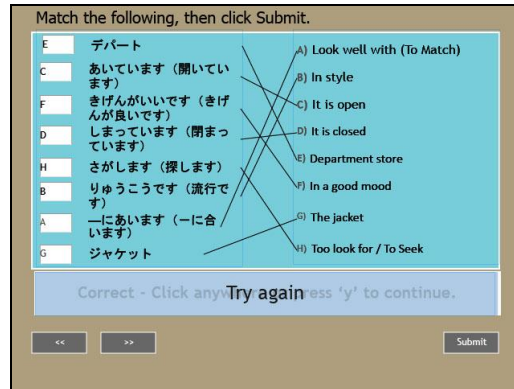 Match the following, then click Submit.
E デパート
C あいています（開いてい
ます）
F きげんがいいです（きげ
んが良いです）
D しまっています（閉まっ
ています）
H さがします（探します）
B りゅうこうです（流行で
す）
A ―にあいます（―に合
います）
G ジャケット
A) Look well with (To Match)
B) In style
C) It is open
D) It is closed
E) Department store
F) In a good mood
G) The jacket
H) Too look for / To Seek
Correct - Click anyw press ‘y’ to continue.
Try again
<<
>>
Submit